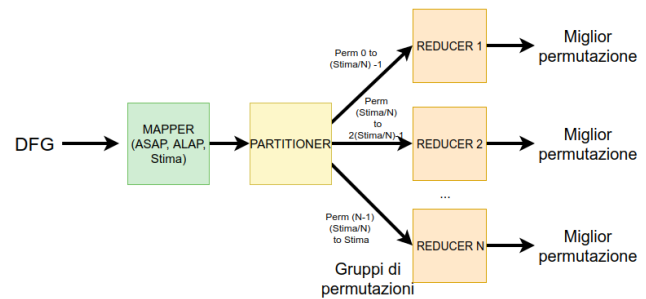 DFG
MAPPER
(ASAP, ALAP,
Stima)
PARTITIONER
Perm 0 to
(Stima/N) -1
Perm
(Stima/N)
to
2(Stima/N)-1
Perm (N-1)
(Stima/N)
to Stima
Gruppi di
permutazioni
REDUCER 1
Miglior
permutazione
REDUCER 2
Miglior
permutazione
...
REDUCER N
Miglior
permutazione